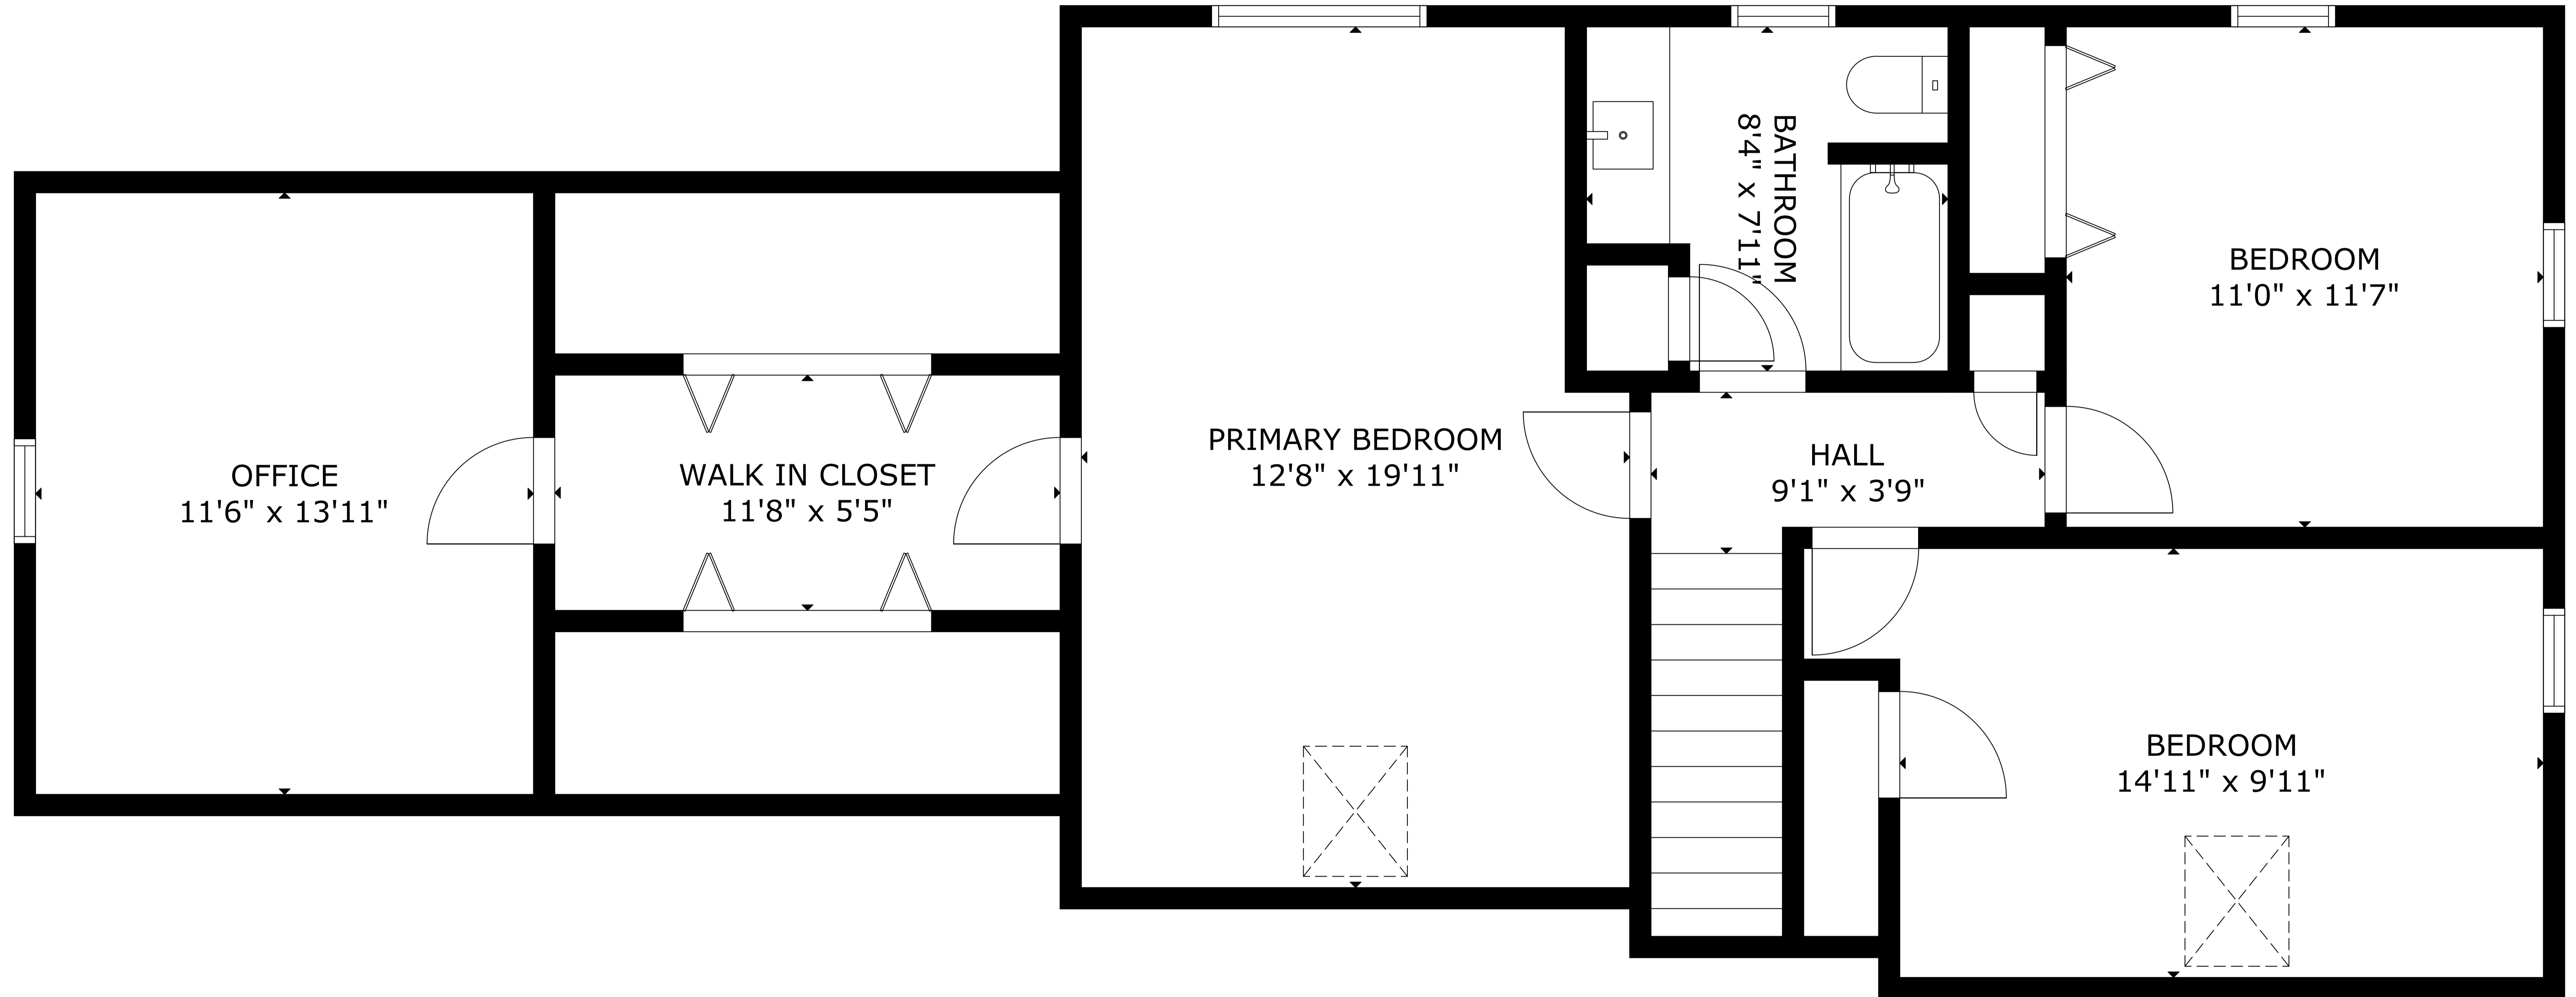 OFFICE
11'6" x 13'11"
WALK IN CLOSET
11'8" x 5'5"
PRIMARY BEDROOM
12'8" x 19'11"
BATHROOM
8'4" x 7'11"
HALL
9'1" x 3'9"
BEDROOM
11'0" x 11'7"
BEDROOM
14'11" x 9'11"